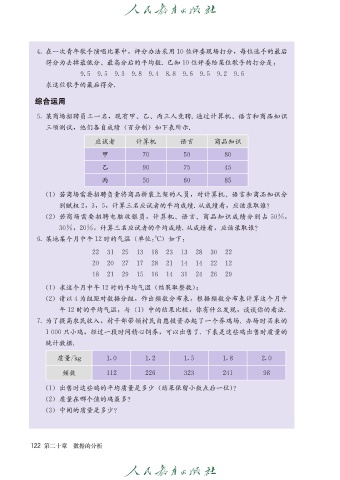 人民教育出版社
4. 在一次青年歌手演唱比赛中，评分办法采用 10 位评委现场打分，每位选手的最后
得分为去掉最低分、最高分后的平均数. 已知 10 位评委给某位歌手的打分是：
9.5 9.5 9.3 9.8 9.4 8.8 9.6 9.5 9.2 9.6
求这位歌手的最后得分.
综合运用
5. 某商场招聘员工一名，现有甲、乙、丙三人竞聘. 通过计算机、语言和商品知识
三项测试，他们各自成绩（百分制）如下表所示.
应试者 计算机 语言 商品知识
甲 70 50 80
乙 90 75 45
丙 50 60 85
（1）若商场需要招聘负责将商品拆装上架的人员，对计算机、语言和商品知识分
别赋权 2，3，5，计算三名应试者的平均成绩. 从成绩看，应该录取谁？
（2）若商场需要招聘电脑收银员，计算机、语言、商品知识成绩分别占 50%，
30%，20%，计算三名应试者的平均成绩. 从成绩看，应该录取谁？
6. 某地某个月中午 12 时的气温（单位：℃）如下：
22 31 25 13 18 23 13 28 30 22
20 20 27 17 28 21 14 14 22 12
18 21 29 15 16 14 31 24 26 29
（1）求这个月中午 12 时的平均气温（结果取整数）；
（2）请以 4 为组距对数据分组，作出频数分布表，根据频数分布表计算这个月中
午 12 时的平均气温，与（1）中的结果比较，你有什么发现，谈谈你的看法.
7. 为了提高农民收入，村干部带领村民自愿投资办起了一个养鸡场. 办场时买来的
1 000 只小鸡，经过一段时间精心饲养，可以出售了. 下表是这些鸡出售时质量的
统计数据.
质量/kg 1.0 1.2 1.5 1.8 2.0
频数 112 226 323 241 98
（1）出售时这些鸡的平均质量是多少（结果保留小数点后一位）？
（2）质量在哪个值的鸡最多？
（3）中间的质量是多少？
122 第二十章 数据的分析
人民教育出版社